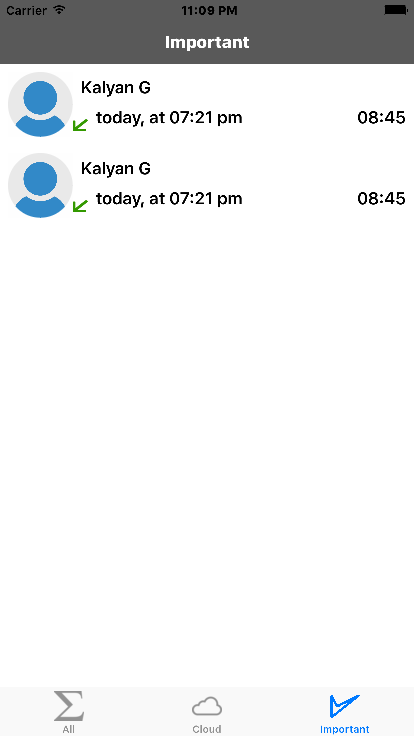 Carrier 11:09 PM
Important
Kalyan G
today, at 07:21 pm 08:45
Kalyan G
today, at 07:21 pm 08:45
All Cloud Important